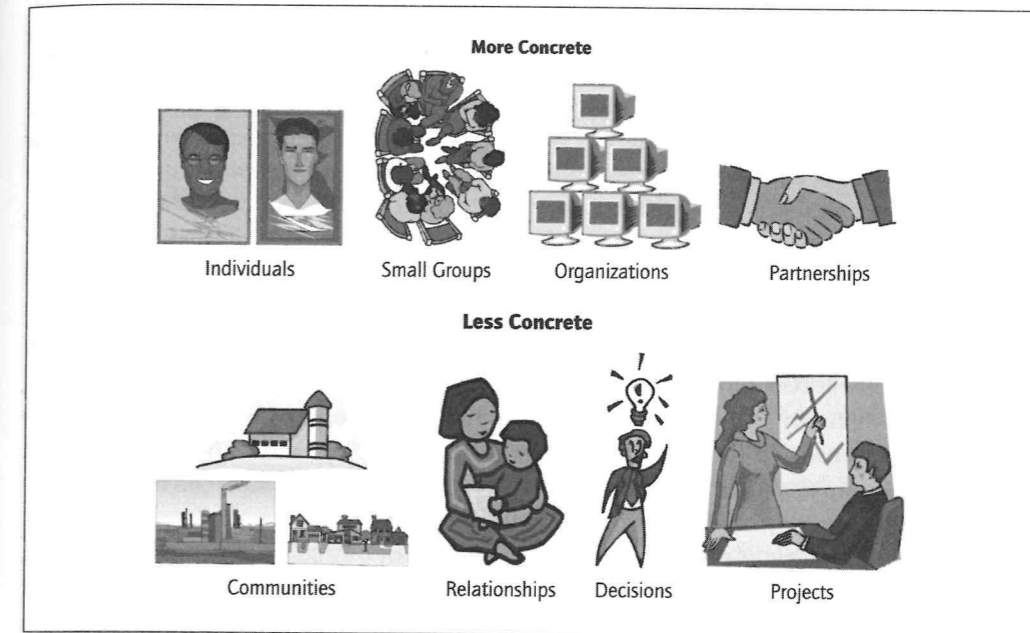 More Concrete
Individuals
Small Groups
Organizations
Partnerships
Less Concrete
Communities
Relationships
Decisions
Projects